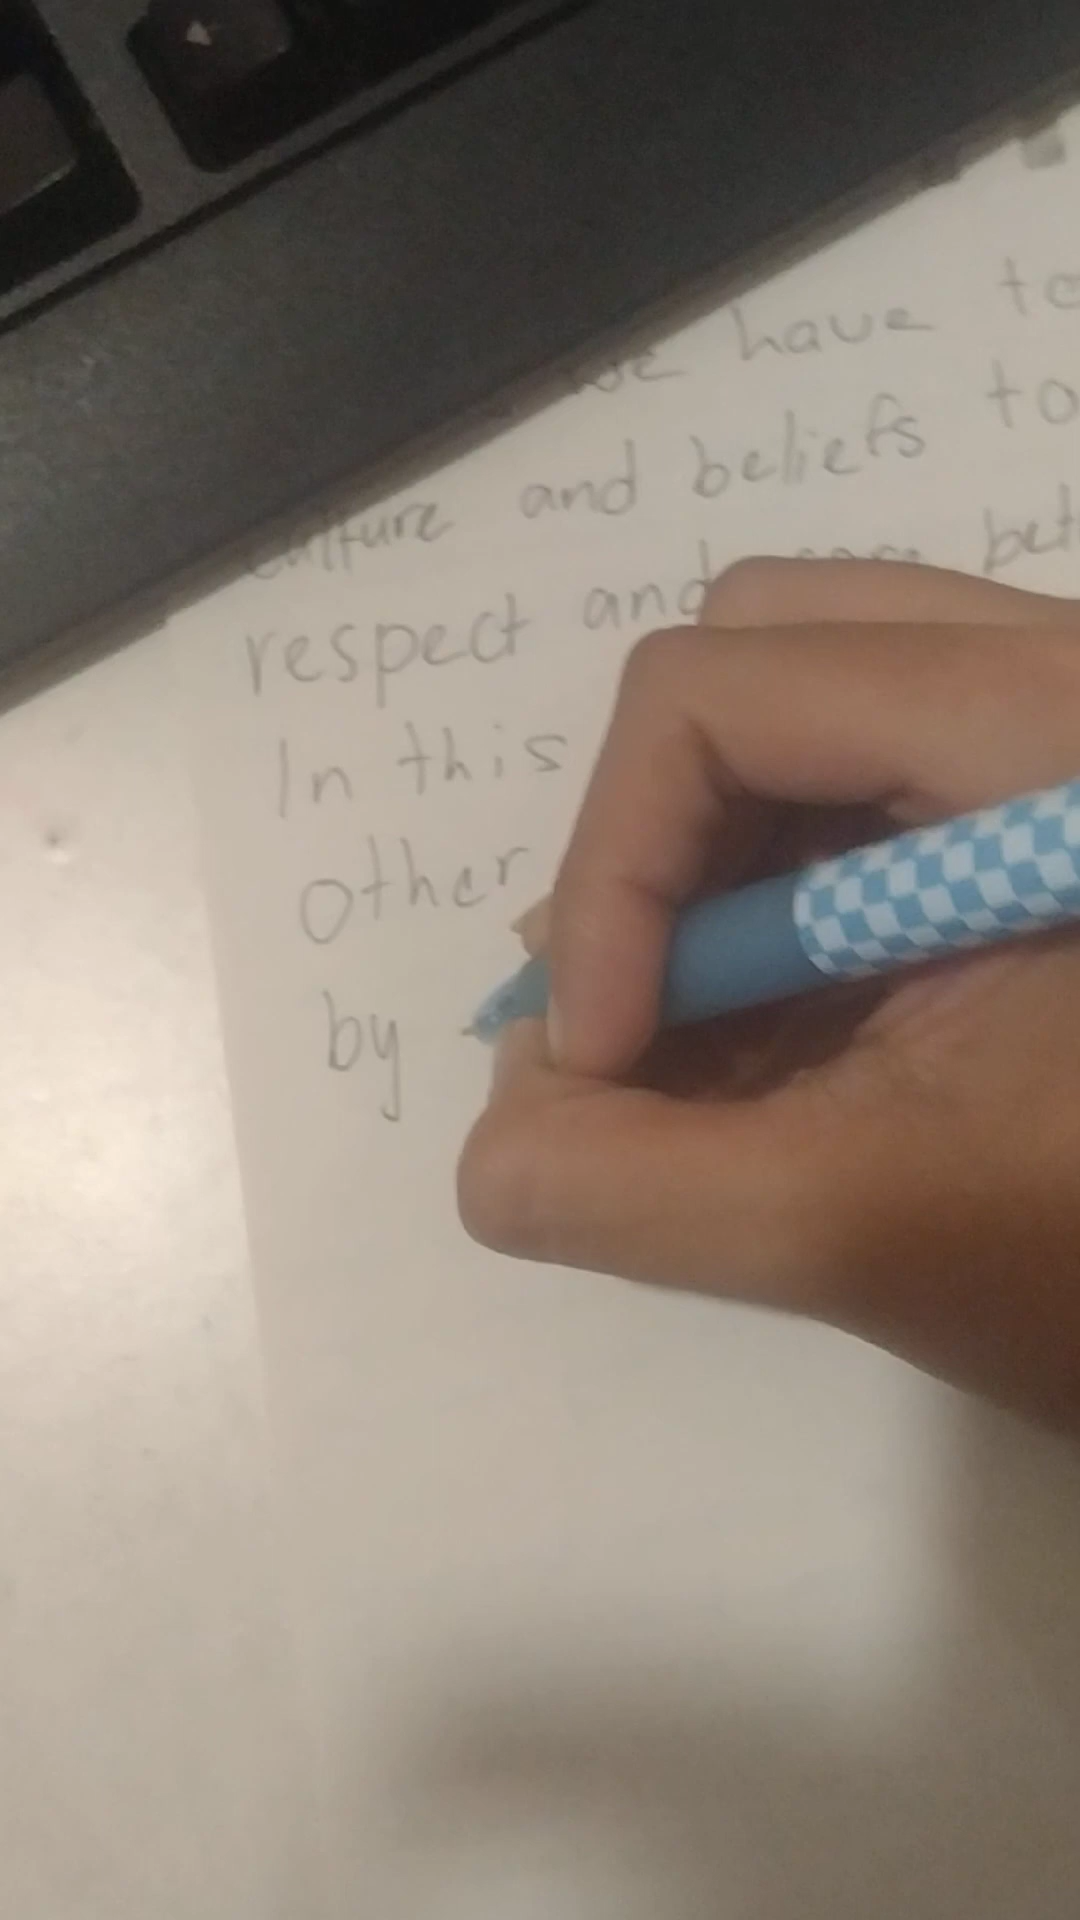 have to
culture and beliefs to
respect and
In this
other
by